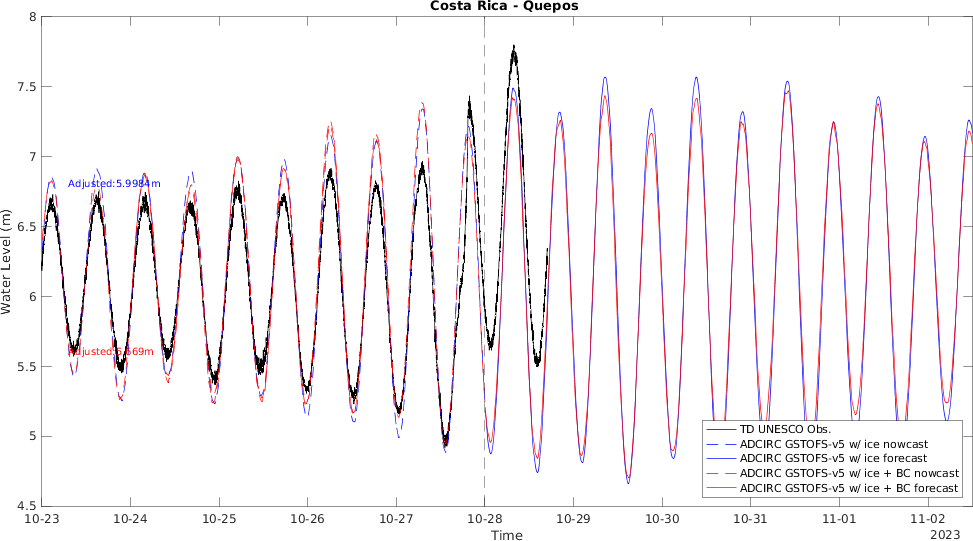 Costa Rica - Quepos
8
7.5
7
6.5
6
5.5
5
4.5
Water Level (m)
Adjusted:5.9984m
TD UNESCO Obs.
ADCIRC GSTOFS-v5 w/ ice nowcast
ADCIRC GSTOFS-v5 w/ ice forecast
ADCIRC GSTOFS-v5 w/ ice + BC nowcast
ADCIRC GSTOFS-v5 w/ ice + BC forecast
10-23 10-24 10-25 10-26 10-27 10-28 10-29 10-30 10-31 11-01 11-02
Time
2023